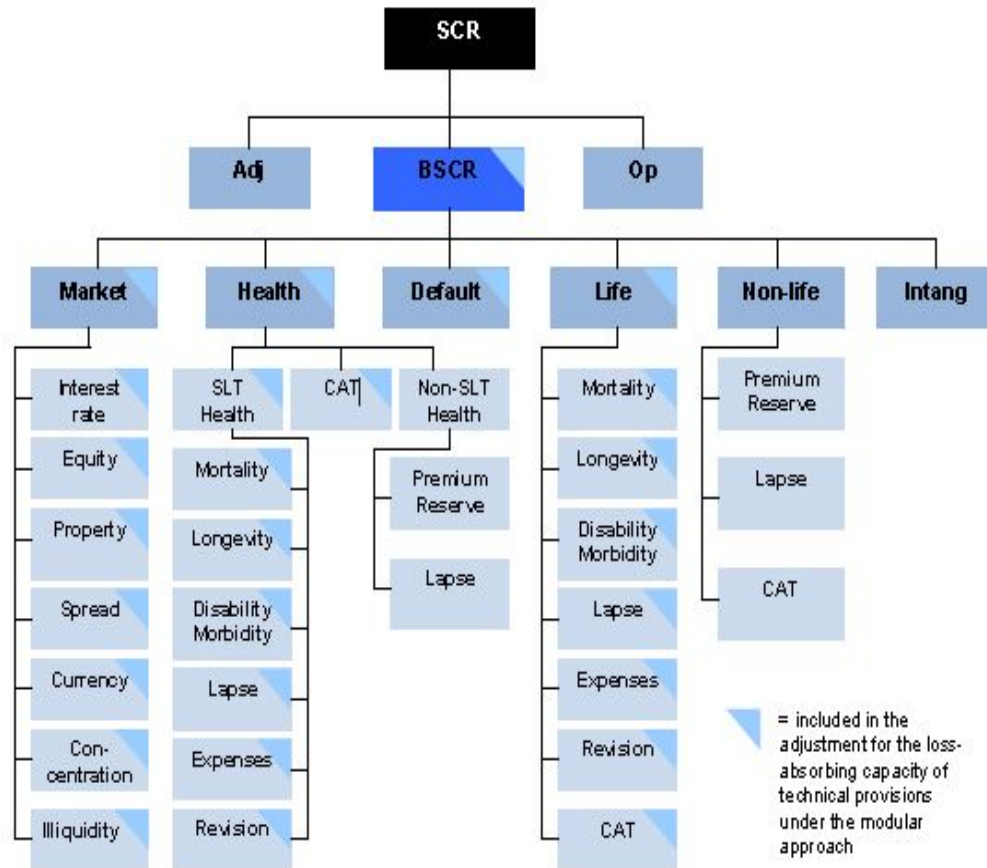 SCR
Adj
BSCR
Op
Market
Health
Default
Life
Non-life
Intang
Interest
rate
Equity
Property
Spread
Currency
Con-
centration
Illiquidity
SLT
Health
CAT
Non-SLT
Health
Mortality
Longevity
Disability
Morbidity
Lapse
Expenses
Revision
Premium
Reserve
Lapse
Mortality
Longevity
Disability
Morbidity
Lapse
Expenses
Revision
CAT
Premium
Reserve
Lapse
CAT
= included in the
adjustment for the loss-
absorbing capacity of
technical provisions
under the modular
approach